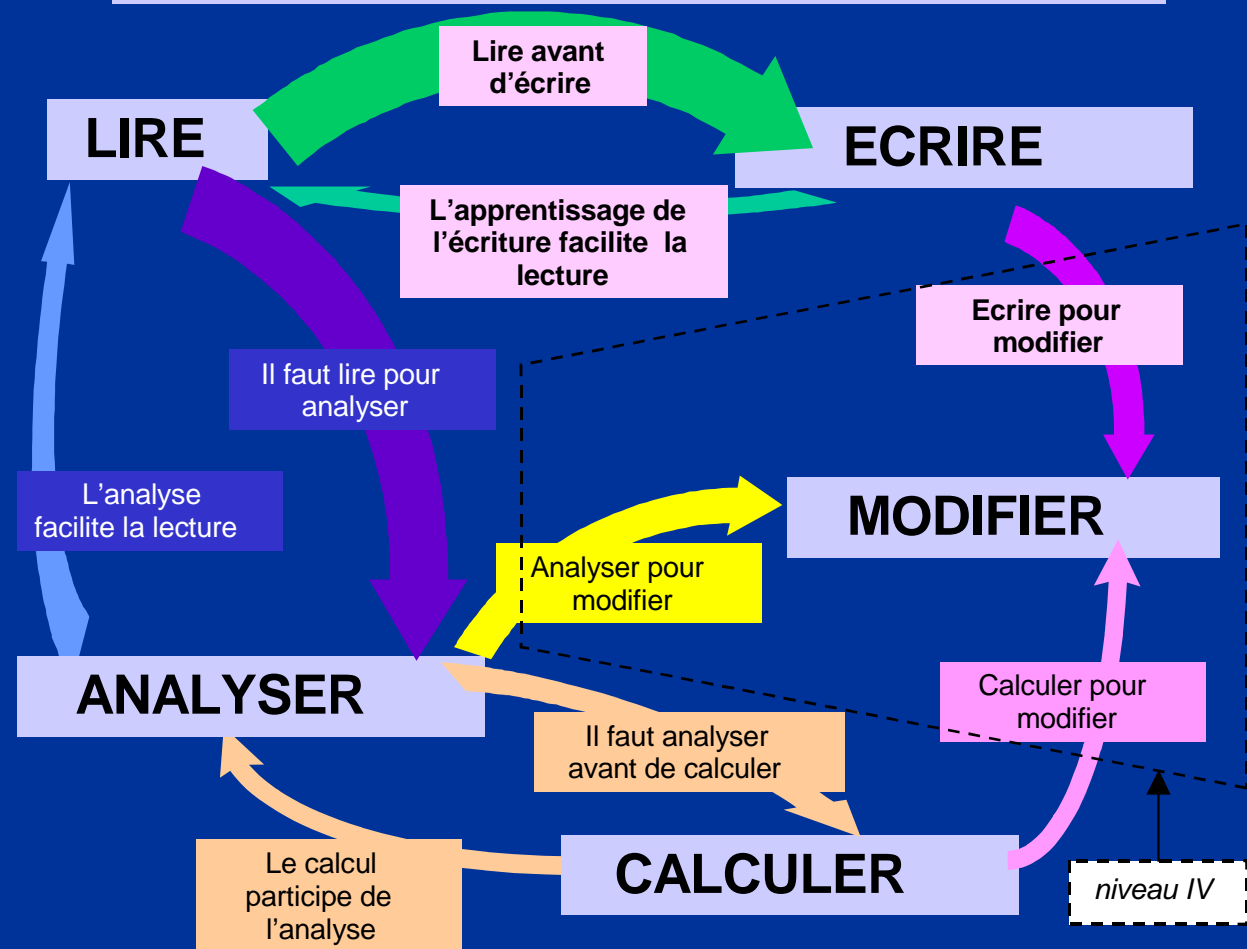 Lire avant
d'écrire
LIRE
ECRIRE
L'apprentissage de
l'écriture facilite la
lecture
Ecrire pour
modifier
Il faut lire pour
analyser
L'analyse
facilite la lecture
MODIFIER
Analyser pour
modifier
ANALYSER
Calculer pour
modifier
Il faut analyser
avant de calculer
Le calcul
participe de
l'analyse
CALCULER
niveau IV